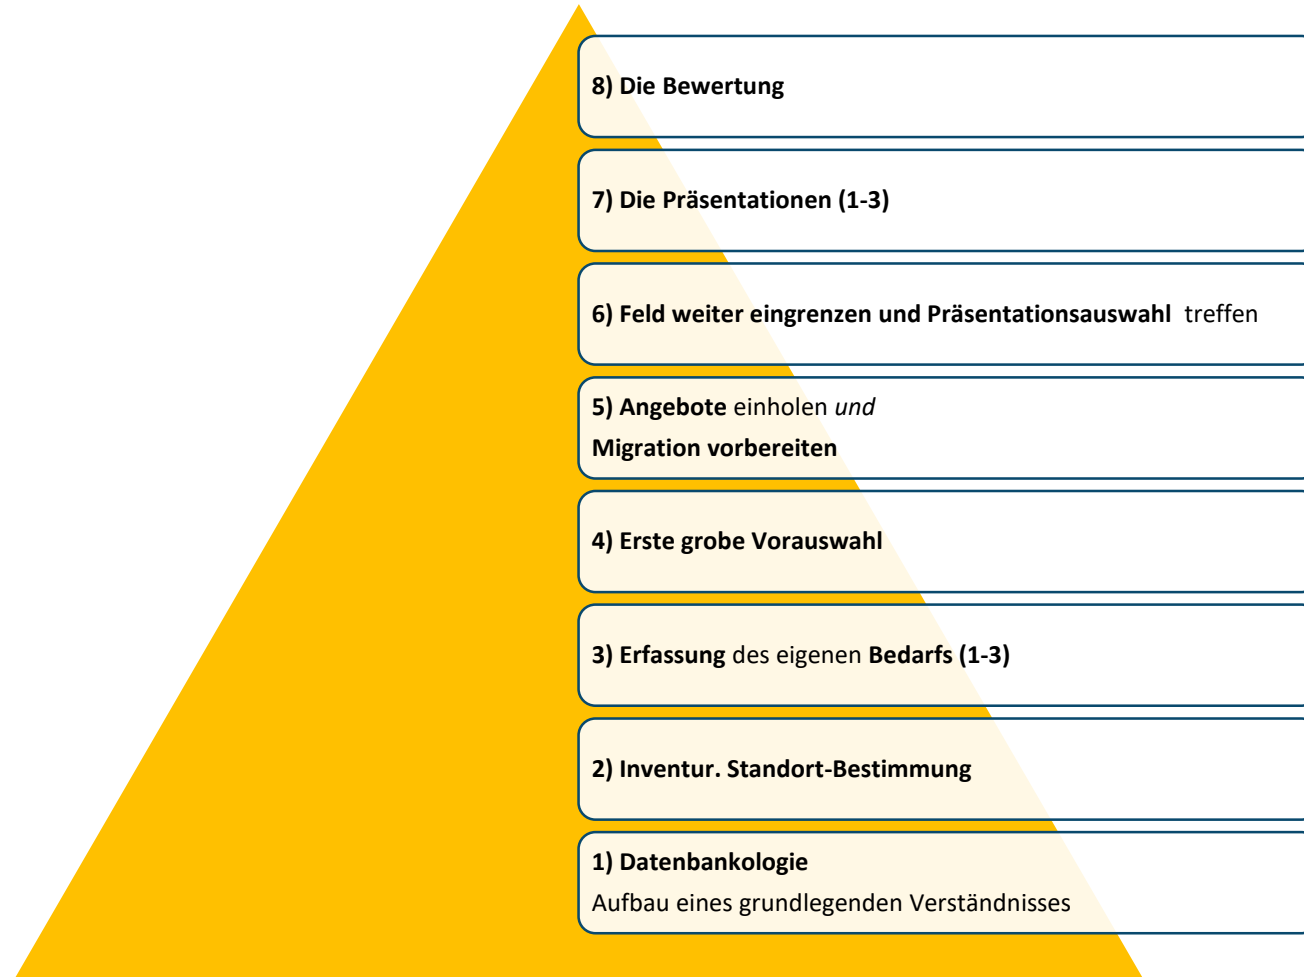 8) Die Bewertung
7) Die Präsentationen (1-3)
6) Feld weiter eingrenzen und Präsentationsauswahl treffen
5) Angebote einholen und
Migration vorbereiten
4) Erste grobe Vorauswahl
3) Erfassung des eigenen Bedarfs (1-3)
2) Inventur. Standort-Bestimmung
1) Datenbankologie
Aufbau eines grundlegenden Verständnisses